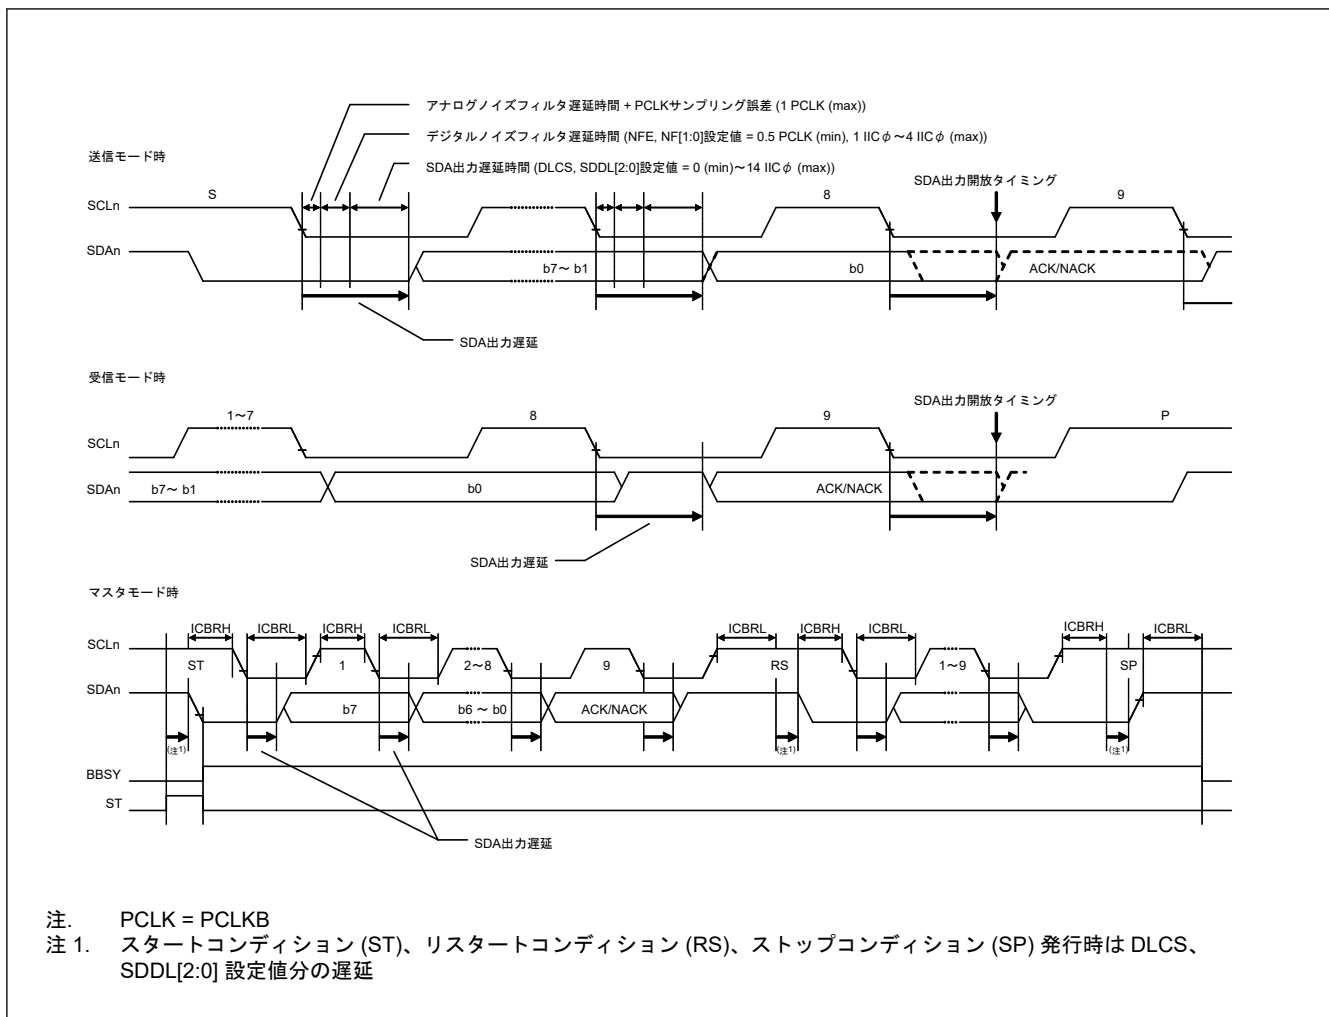 アナログノイズフィルタ遅延時間 + PCLKサンプリング誤差 (1 PCLK (max))
デジタルノイズフィルタ遅延時間 (NFE, NF[1:0]設定値 = 0.5 PCLK (min), 1 IICφ～4 IICφ (max))
送信モード時
SDA出力遅延時間 (DLCS, SDDL[2:0]設定値 = 0 (min)～14 IICφ (max))
SDA出力開放タイミング
S 8 9
SCLn
SDAn
b7～ b1 b0 ACK/NACK
SDA出力遅延
受信モード時
SDA出力開放タイミング
1～7 8 9 P
SCLn
SDAn b7～ b1 b0 ACK/NACK
SDA出力遅延
マスタモード時
ICBRH ICBRL ICBRH ICBRL ICBRL ICBRH ICBRL ICBRH ICBRL
SCLn
ST 1 2～8 9 RS 1～9 SP
SDAn
b7 b6 ～ b0 ACK/NACK
(注1) (注1) (注1)
BBSY
ST
SDA出力遅延
注. PCLK = PCLKB
注 1. スタートコンディション (ST)、リスタートコンディション (RS)、ストップコンディション (SP) 発行時は DLCS、
SDDL[2:0] 設定値分の遅延